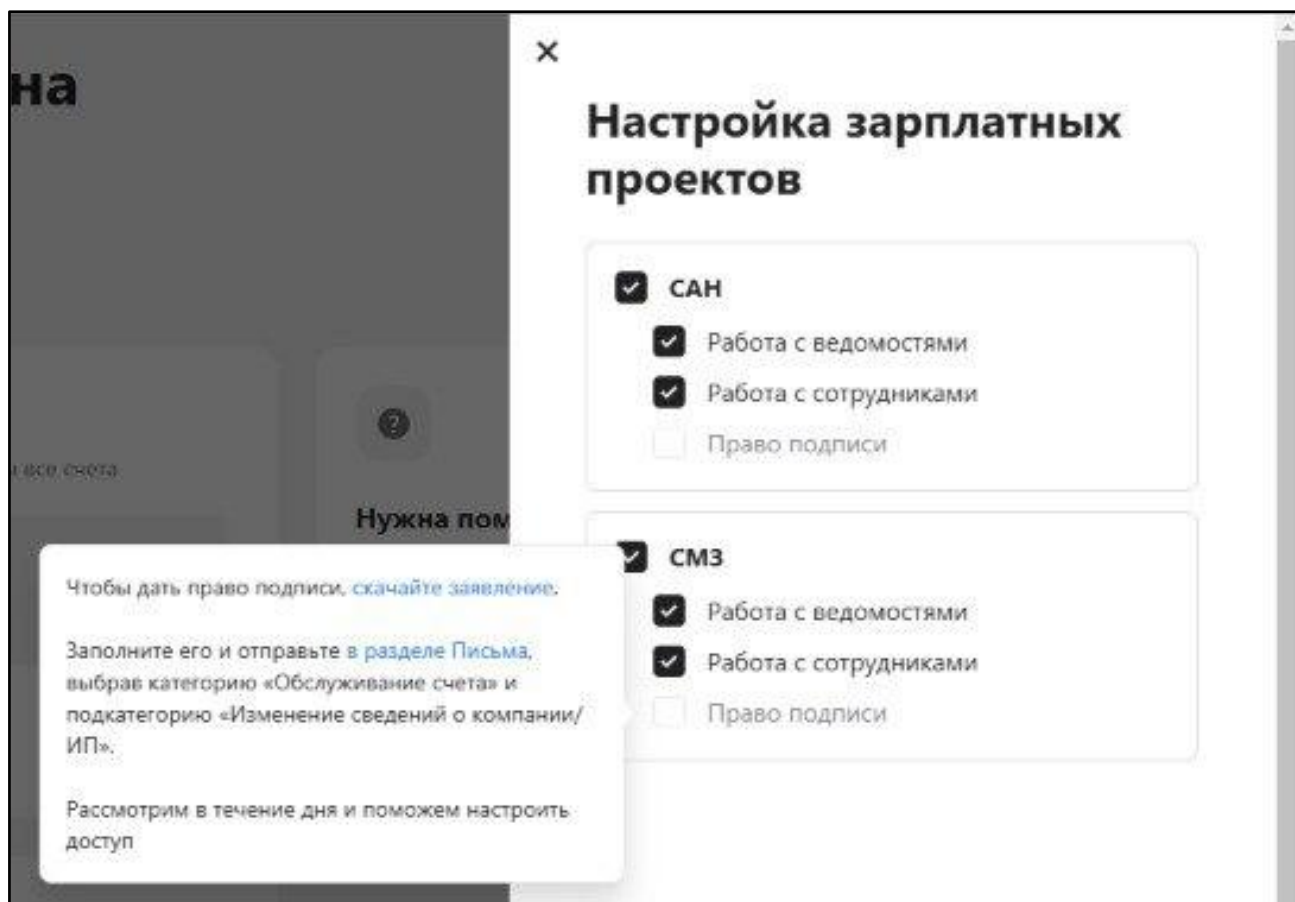 на
Настройка зарплатных
проектов
САН
Работа с ведомостями
Работа с сотрудниками
Право подписи
все счета
Нужна пом
СМЗ
Работа с ведомостями
Работа с сотрудниками
Право подписи
Чтобы дать право подписи, скачайте заявление.
Заполните его и отправьте в разделе Письма,
выбрав категорию «Обслуживание счета» и
подкатегорию «Изменение сведений о компании/
ИП».
Рассмотрим в течение дня и поможем настроить
доступ